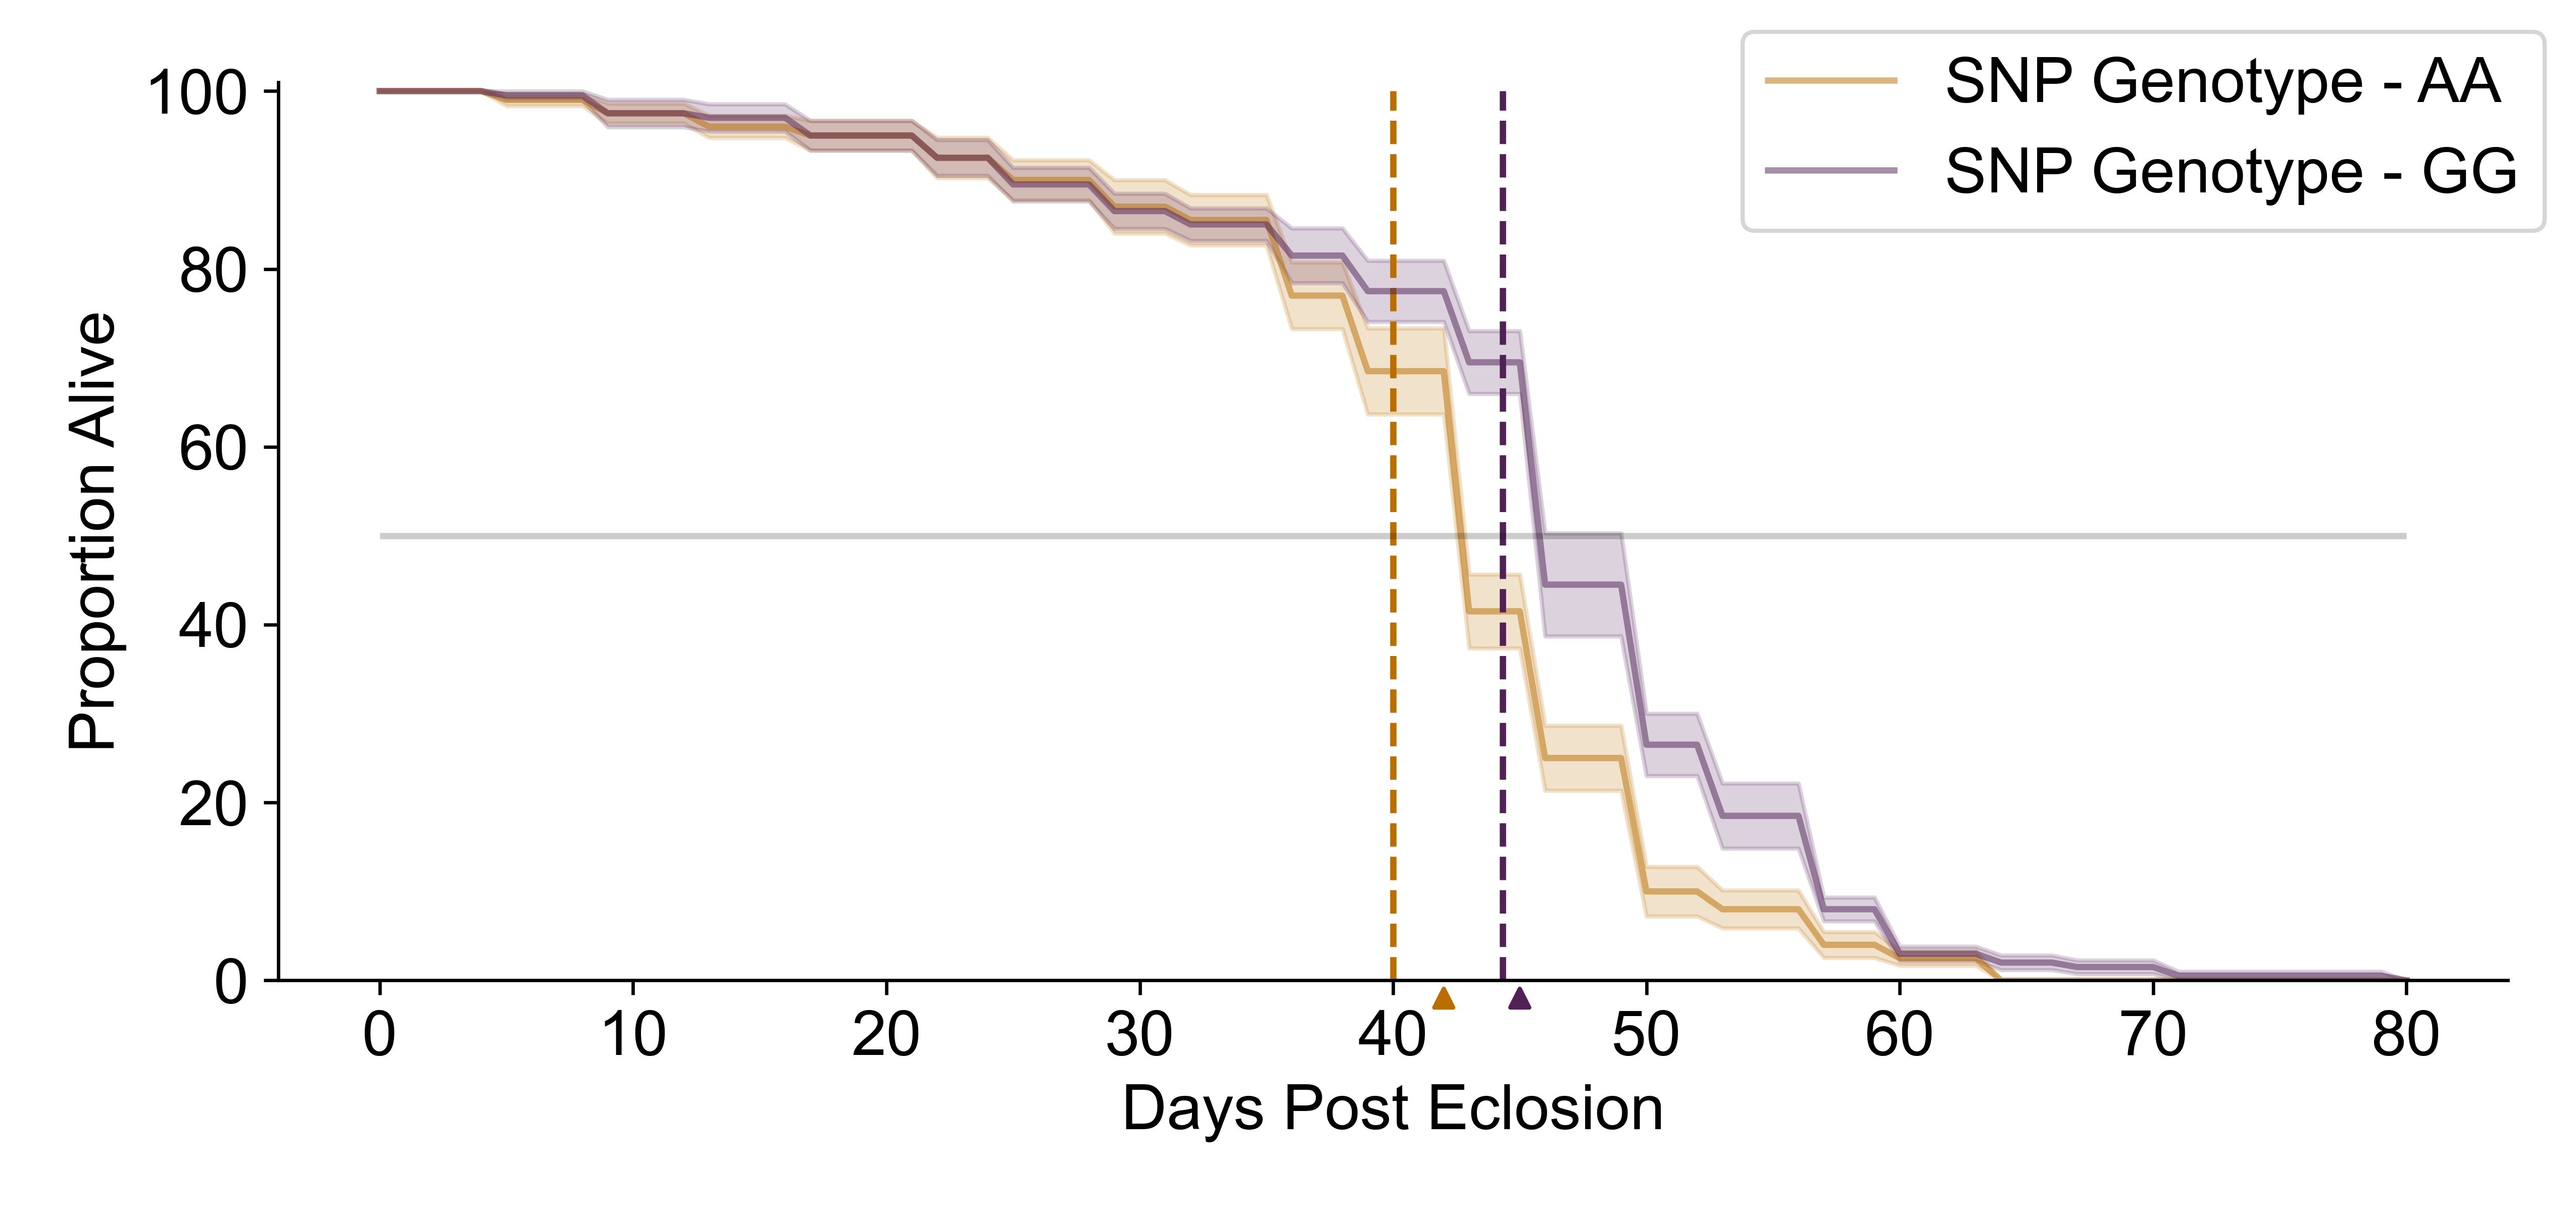 SNP Genotype - AA
SNP Genotype - GG
100
80
60
40
20
0
Proportion Alive
0 10 20 30 40 50 60 70 80
Days Post Eclosion